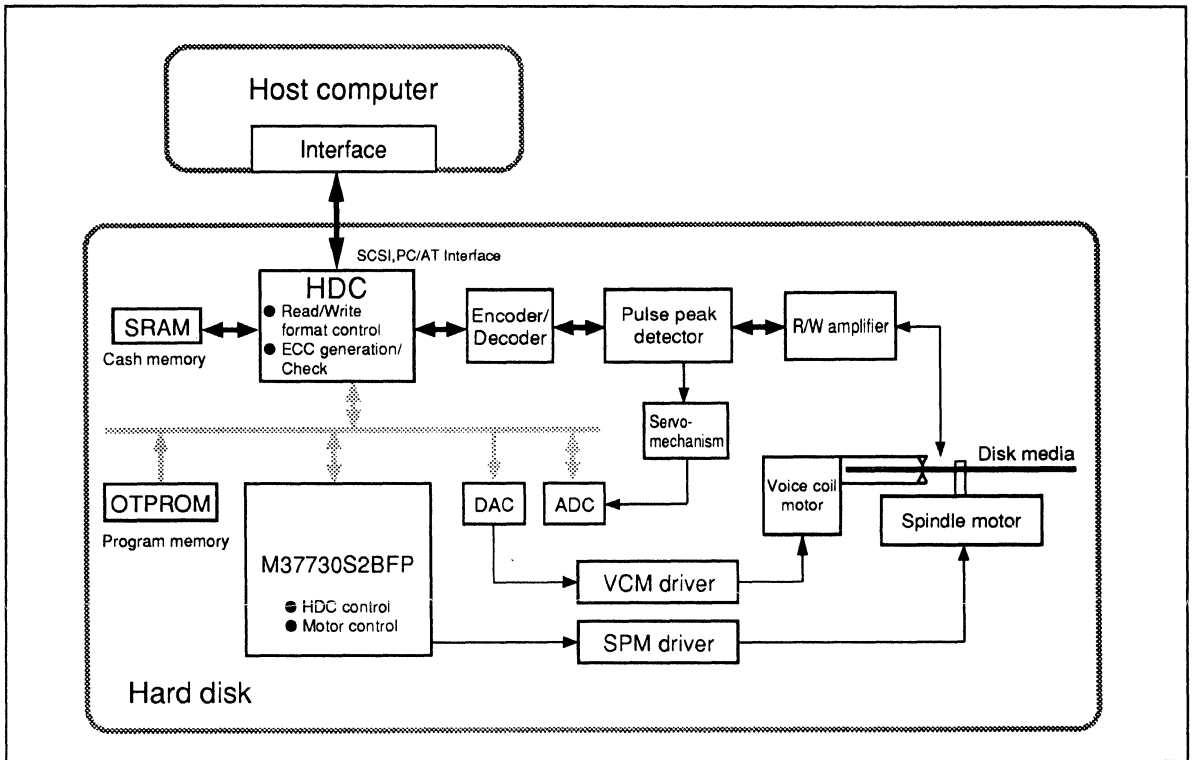 Host computer
Interface
SCSI,PC/AT Interface
HDC
● Read/Write
format control
● ECC generation/
Check
SRAM
Cash memory
Encoder/
Decoder
Pulse peak
detector
R/W amplifier
Servo-
mechanism
Disk media
Voice coil
motor
Spindle motor
OTPROM
Program memory
DAC
ADC
M37730S2BFP
● HDC control
● Motor control
VCM driver
SPM driver
Hard disk